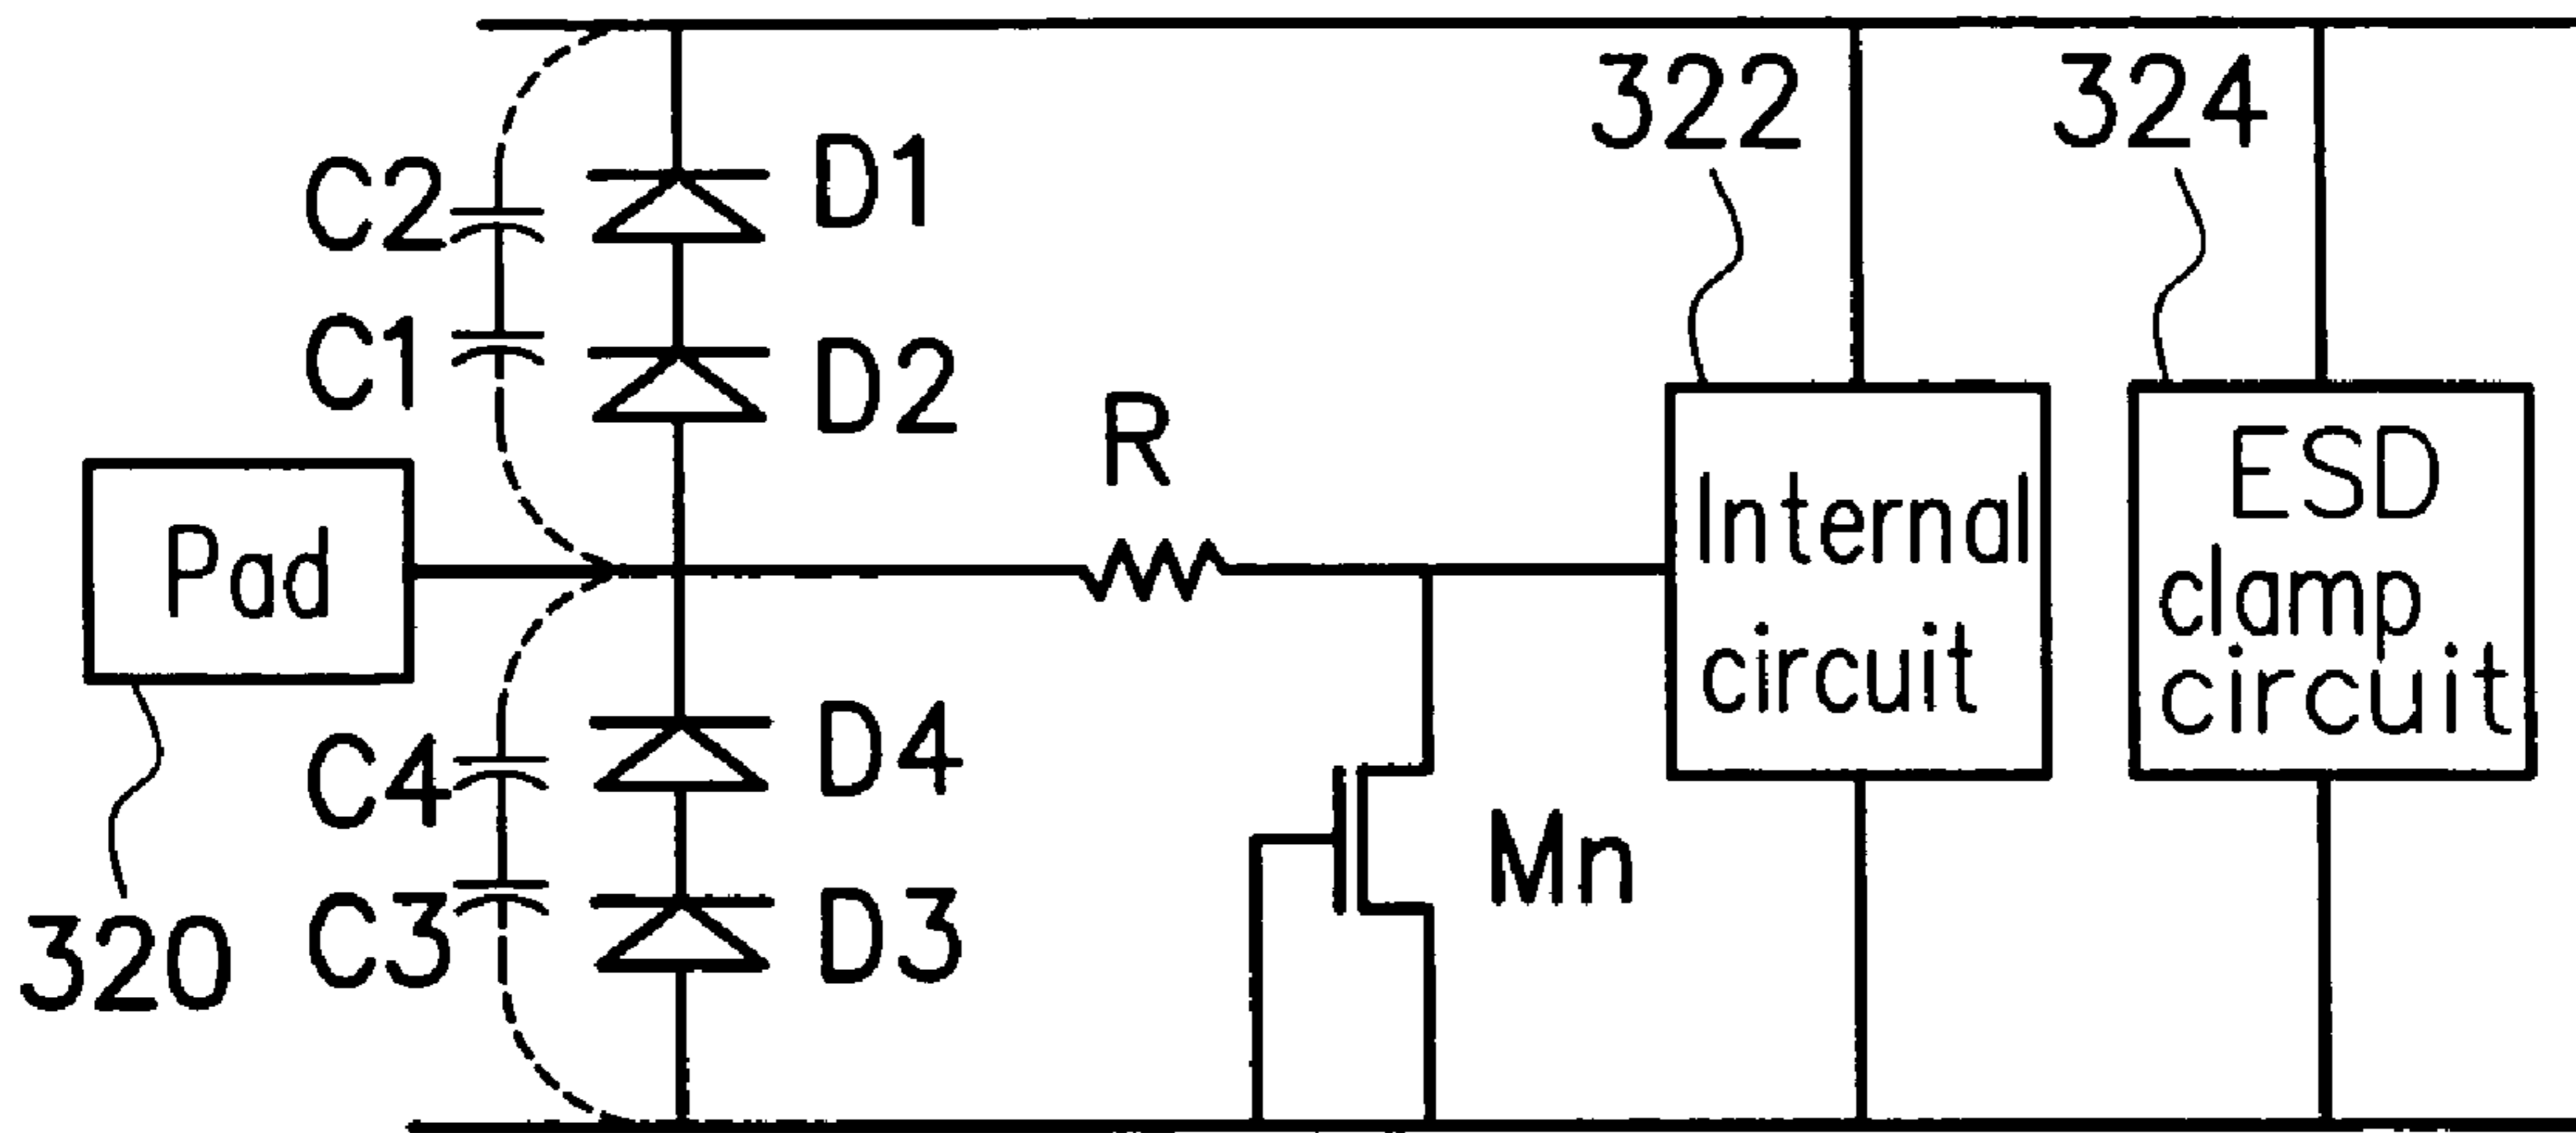 322
324
C2
D1
C1
D2
R
Pad
Internal
circuit
ESD
clamp
circuit
C4
D4
Mn
C3
D3
320